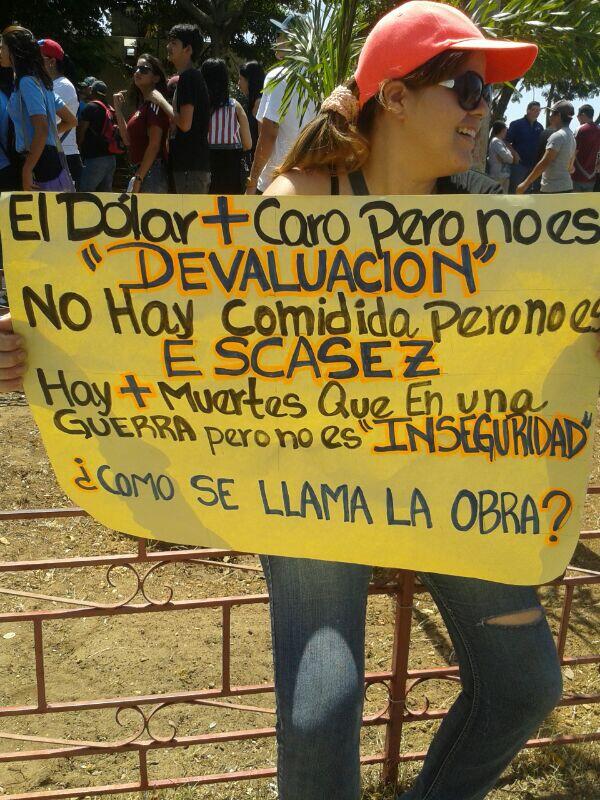 El Dólar + Caro Pero no es
"DEVALUACION"
NO Hay Comidida Pero no es
ESCASEZ
Hay + Muertes Que En una
GUERRA pero no es "INSEGURIDAD"
¿COMO SE LLAMA LA OBRA?